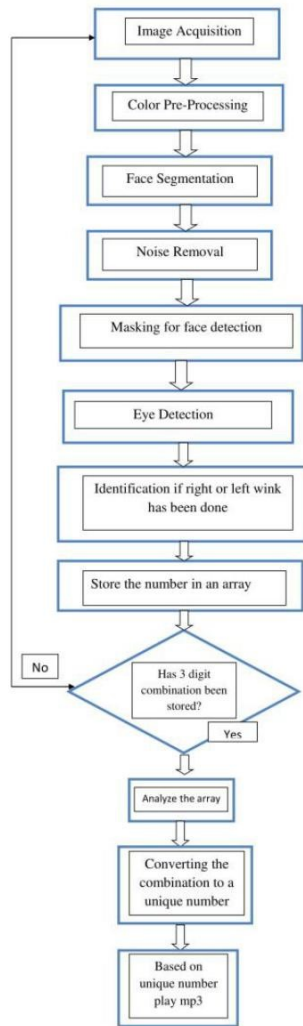 Image Acquisition
Color Pre-Processing
Face Segmentation
Noise Removal
Masking for face detection
Eye Detection
Identification if right or left wink
has been done
Store the number in an array
No
Has 3 digit
combination been
stored?
Yes
Analyze the array
Converting the
combination to a
unique number
Based on
unique number
play mp3